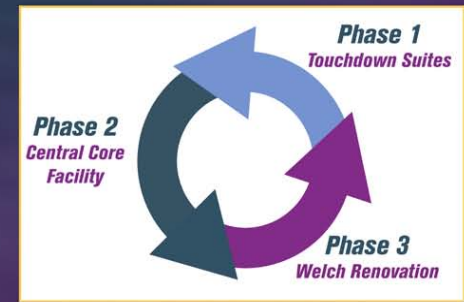 Phase 1
Touchdown Suites
Phase 2
Central Core
Facility
Phase 3
Welch Renovation